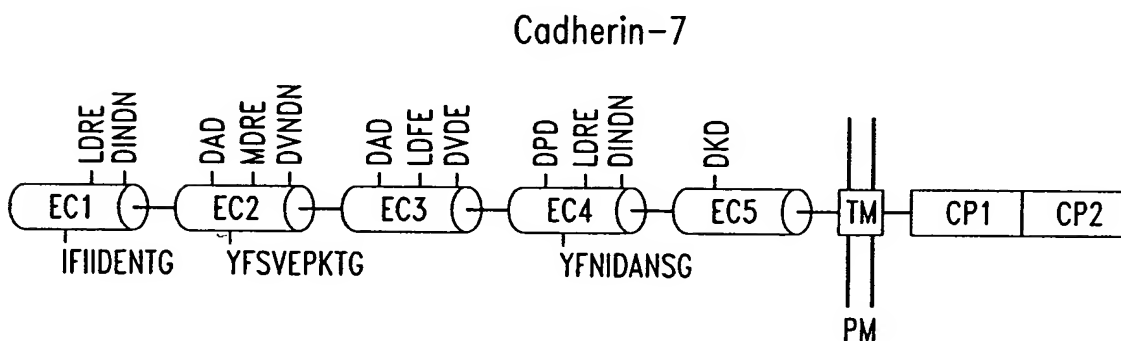 Cadherin-7
LDRE DINDN DAD MDRE DVNDN DAD LDFE DVDE DPD LDRE DINDN DKD
EC1 EC2 EC3 EC4 EC5 TM CP1 CP2
IFIIDENTG YFSVEPKTG YFNIDANSG
PM